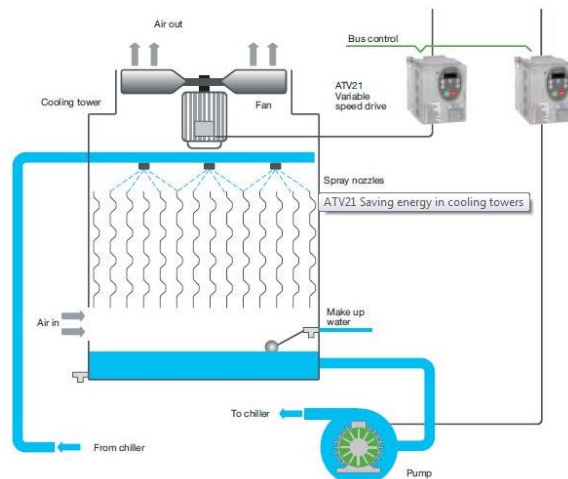 Air out
Bus control
Cooling tower
Fan
ATV21
Variable
speed drive
Spray nozzles
ATV21 Saving energy in cooling towers
Air in
Make up
water
To chiller
From chiller
Pump